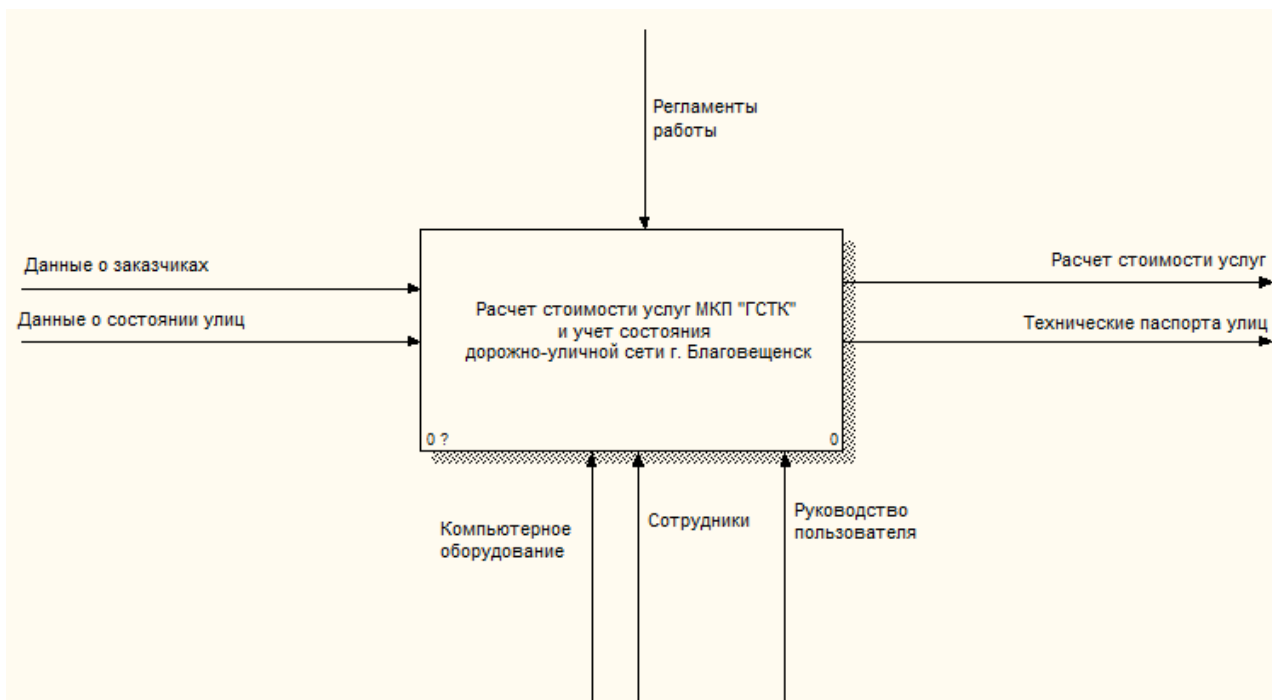 Регламенты
работы
Данные о заказчиках
Расчет стоимости услуг
Данные о состоянии улиц
Технические паспорта улиц
Расчет стоимости услуг МКП "ГСТК"
и учет состояния
дорожно-уличной сети г. Благовещенск
0 ?
0
Компьютерное
оборудование
Сотрудники
Руководство
пользователя